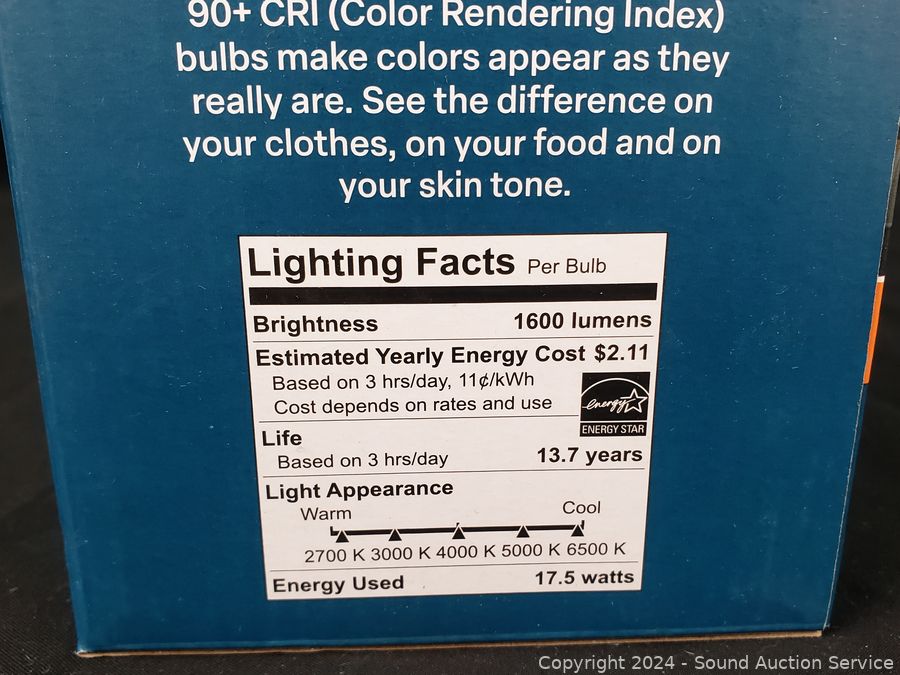 90+ CRI (Color Rendering Index)
bulbs make colors appear as they
really are. See the difference on
your clothes, on your food and on
your skin tone.
Lighting Facts Per Bulb
Brightness 1600 lumens
Estimated Yearly Energy Cost $2.11
Based on 3 hrs/day, 11¢/kWh
Cost depends on rates and use
energy
ENERGY STAR
Life
Based on 3 hrs/day 13.7 years
Light Appearance
Warm Cool
2700 K 3000 K 4000 K 5000 K 6500 K
Energy Used 17.5 watts
Copyright 2024 - Sound Auction Service